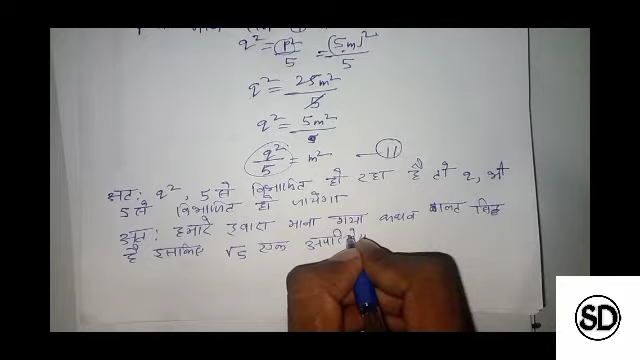 q² = p²/5 = (5m)²/5
q² = 25m²/5
q² = 5m²
q²/5 = m² —(11)
अतः q², 5 से विभाजित हो रहा है तो q, भी
5 से विभाजित हो जायेगा
अतः हमारे द्वारा माना गया कथन गलत सिद्ध
है इसलिए √5 एक अपरिमेय
SD